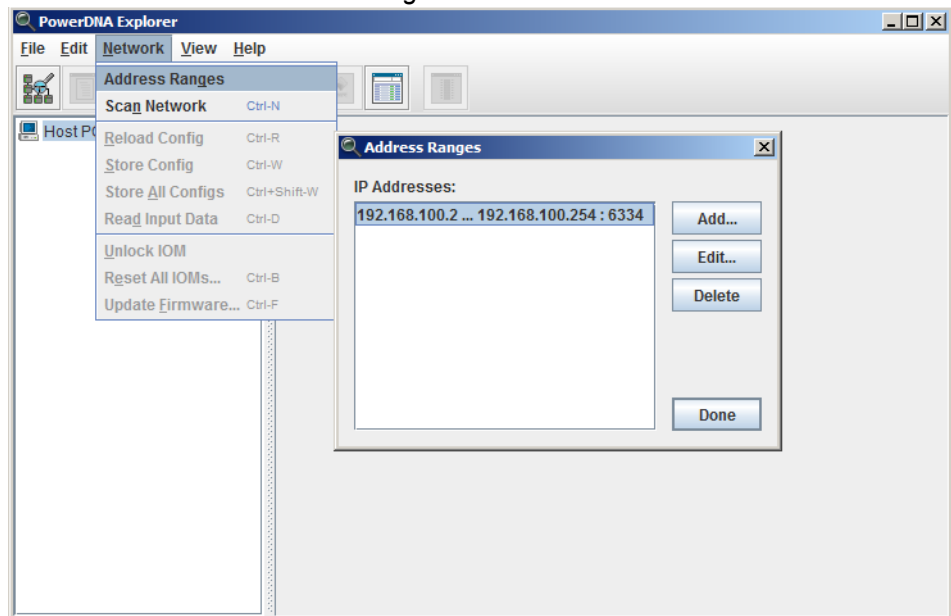 PowerDNA Explorer
File Edit Network View Help
Address Ranges
Scan Network Ctrl-N
Host P
Reload Config Ctrl-R
Store Config Ctrl-W
Store All Configs Ctrl+Shift-W
Read Input Data Ctrl-D
Unlock IOM
Reset All IOMs... Ctrl-B
Update Firmware... Ctrl-F
Address Ranges
IP Addresses:
192.168.100.2 ... 192.168.100.254 : 6334
Add...
Edit...
Delete
Done